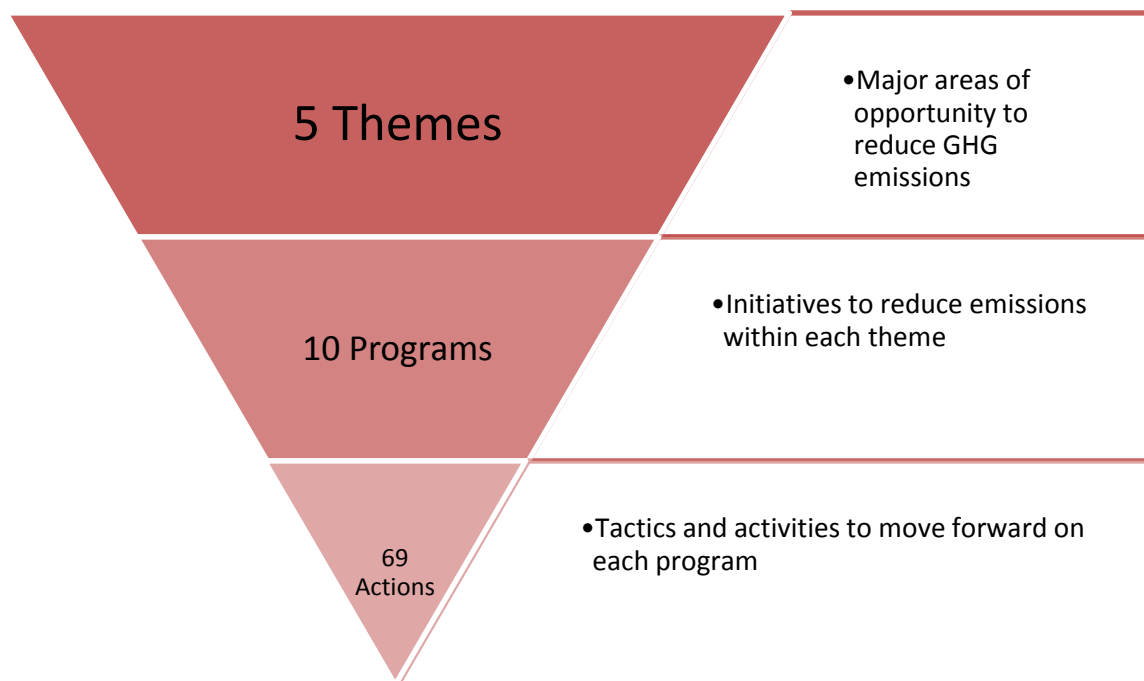 5 Themes
•Major areas of
opportunity to
reduce GHG
emissions
10 Programs
•Initiatives to reduce emissions
within each theme
69
Actions
•Tactics and activities to move forward on
each program